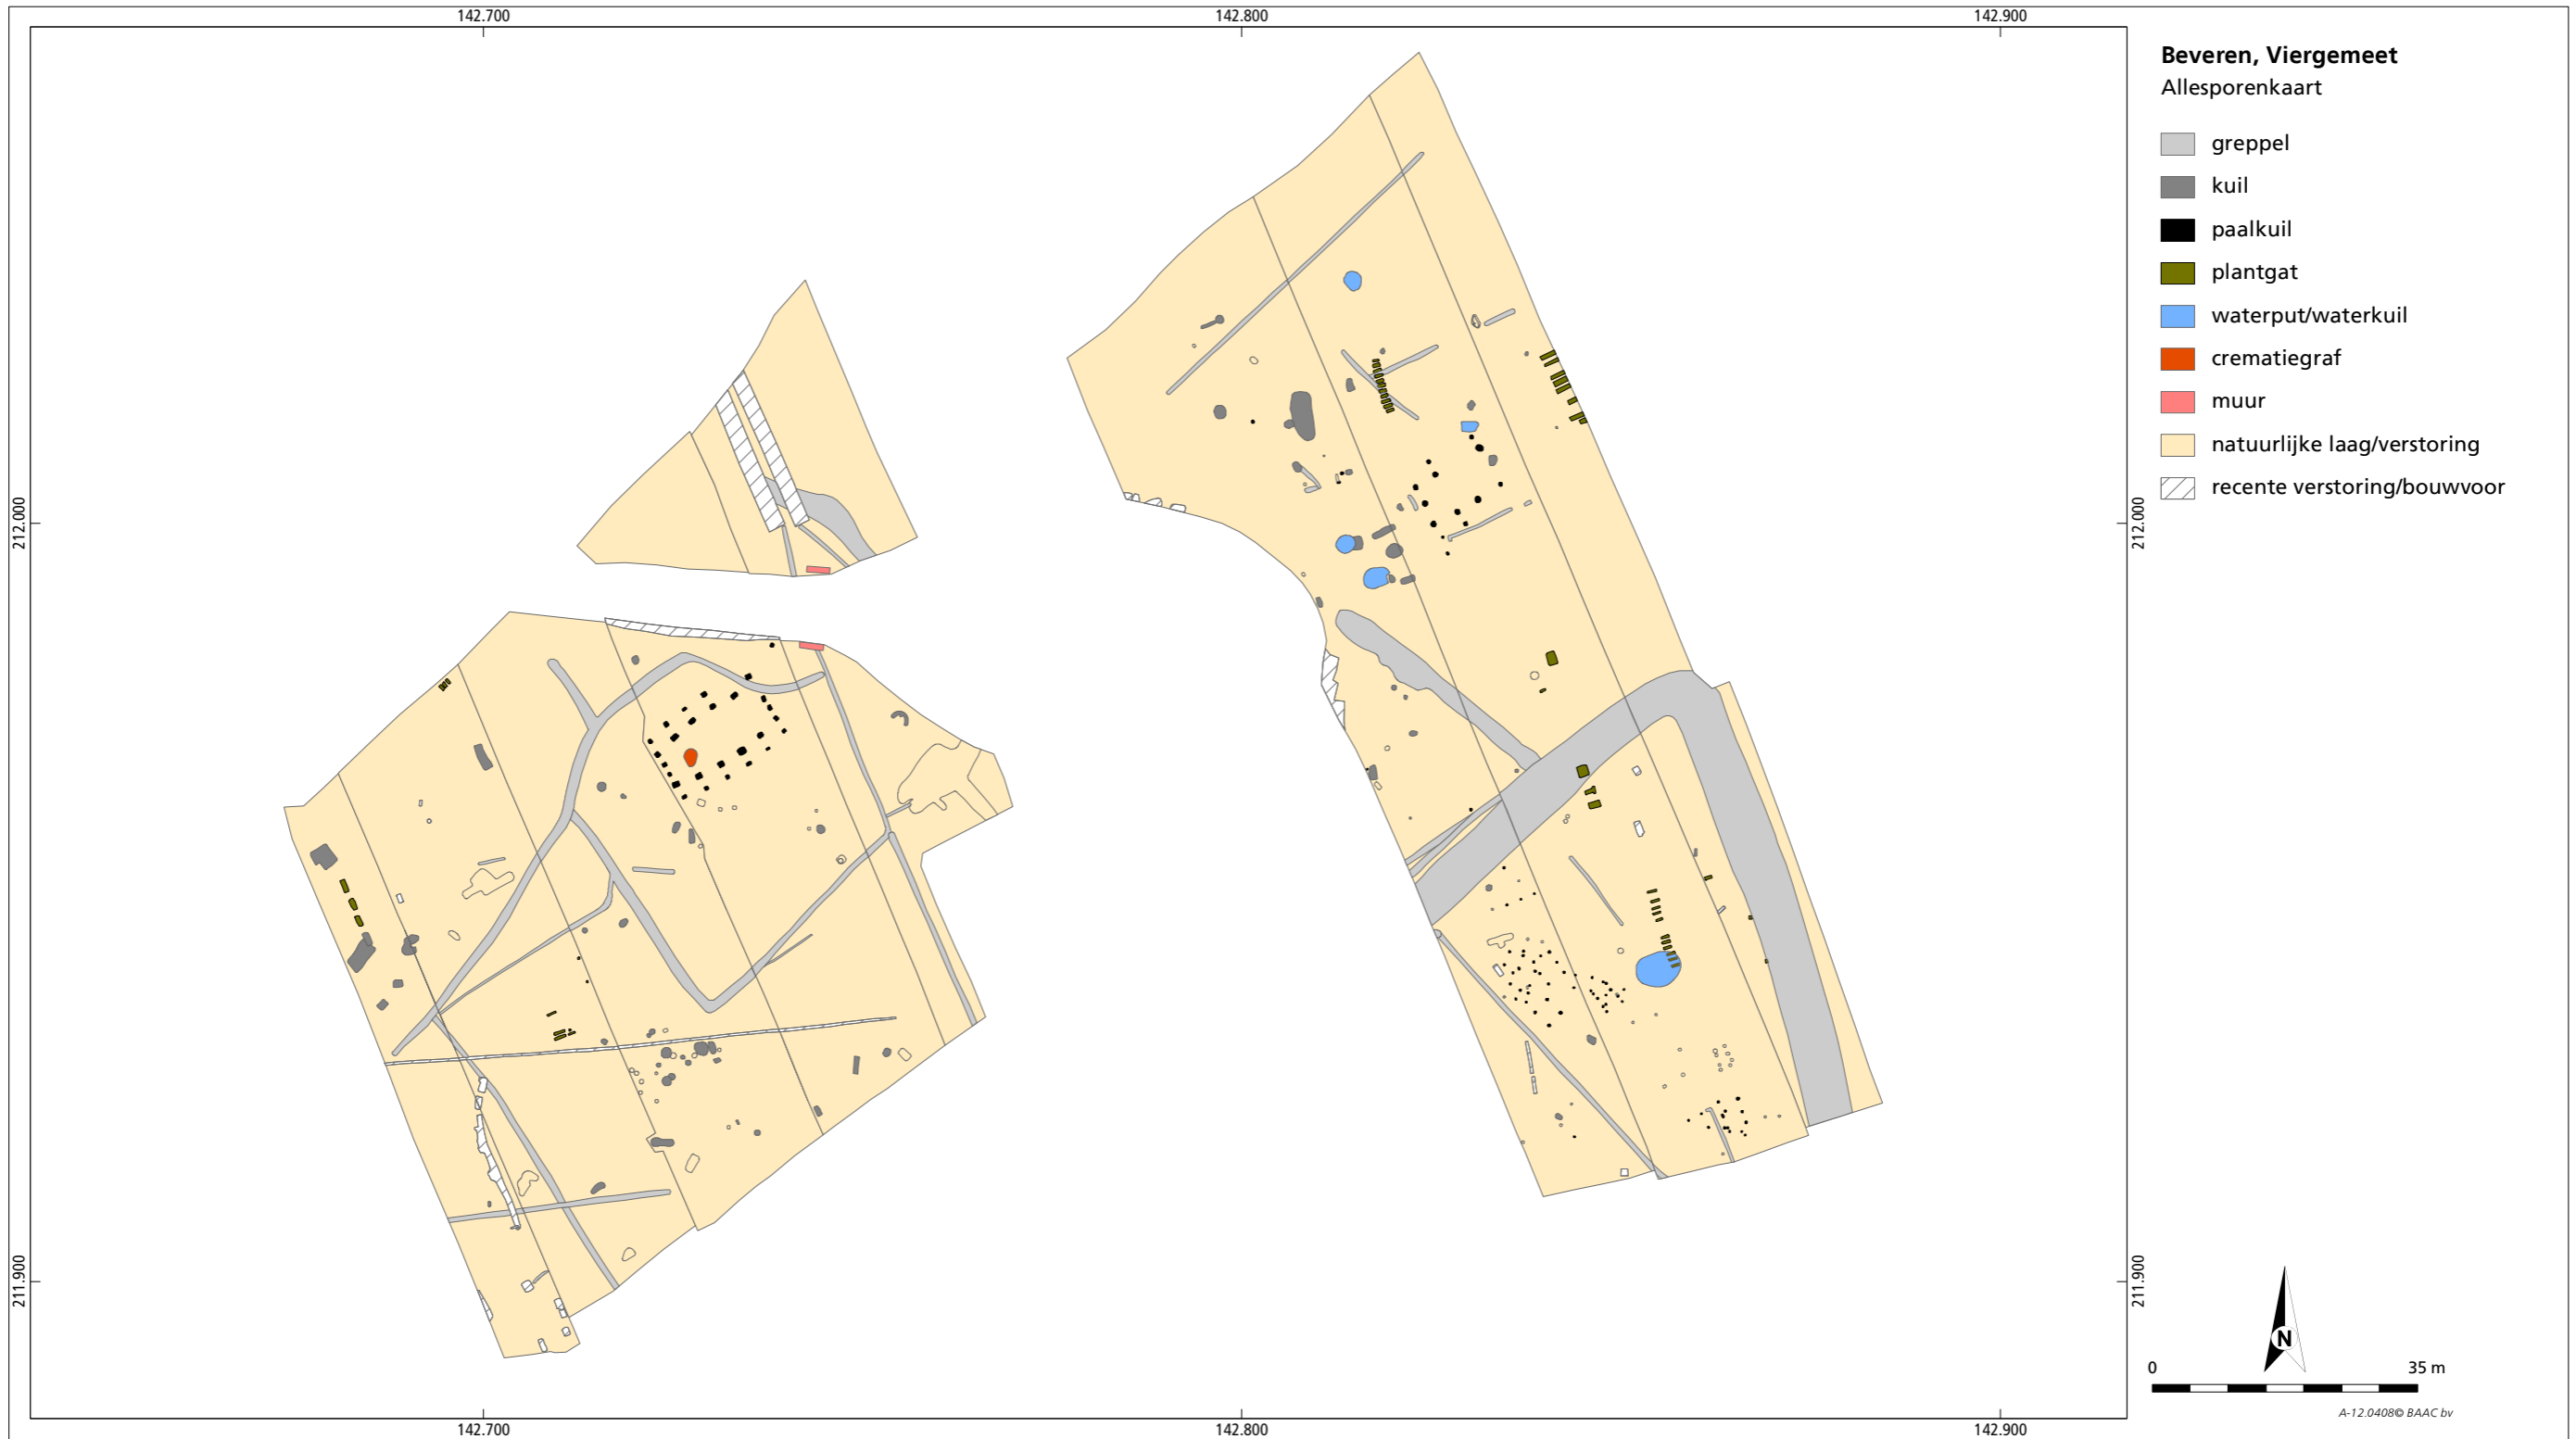 142.700
142.800
142.900
Beveren, Viergemeet
Allesporenkaart
greppel
kuil
paalkuil
plantgat
waterput/waterkuil
crematiegraf
muur
natuurlijke laag/verstoring
recente verstoring/bouwvoor
212.000
212.000
211.900
211.900
N
0
35 m
A-12.0408© BAAC bv
142.700
142.800
142.900